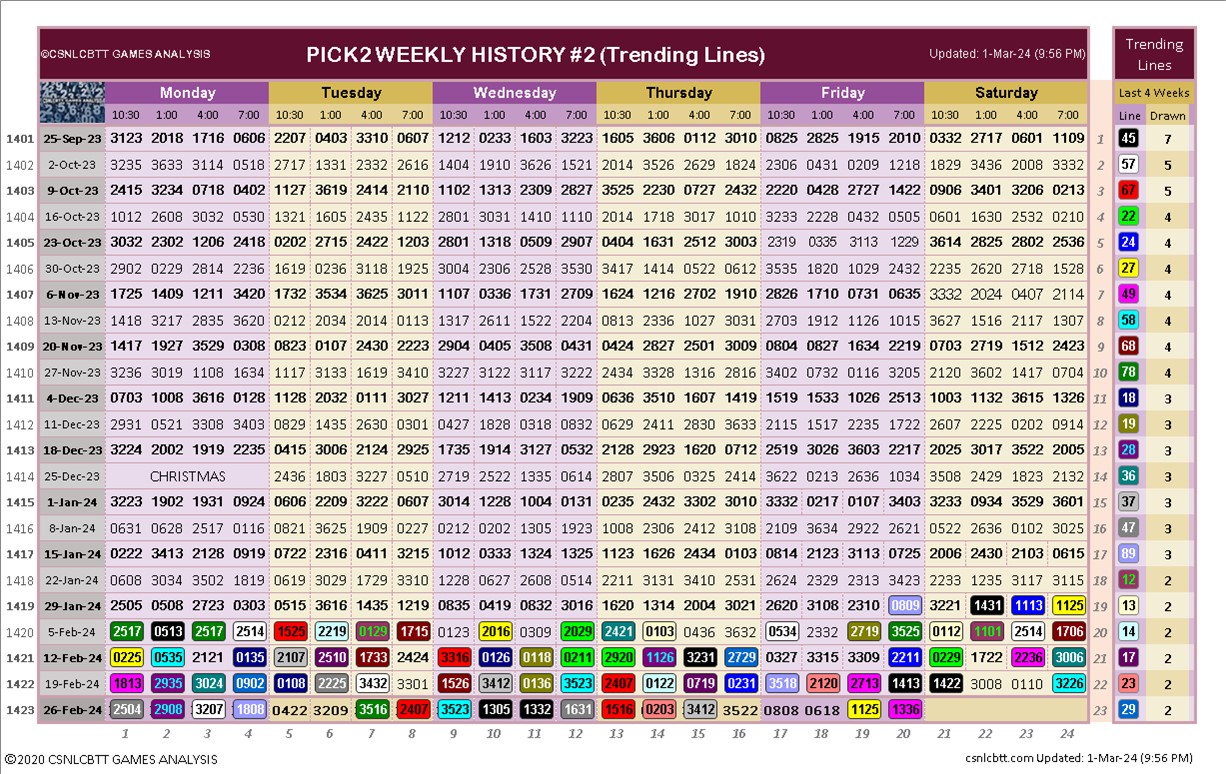 ©CSNLCBTT GAMES ANALYSIS PICK2 WEEKLY HISTORY #2 (Trending Lines) Updated: 1-Mar-24 (9:56 PM) Trending Lines
Monday Tuesday Wednesday Thursday Friday Saturday Last 4 Weeks
10:30 1:00 4:00 7:00 10:30 1:00 4:00 7:00 10:30 1:00 4:00 7:00 10:30 1:00 4:00 7:00 10:30 1:00 4:00 7:00 10:30 1:00 4:00 7:00 Line Drawn
1401 25-Sep-23 3123 2018 1716 0606 2207 0403 3310 0607 1212 0233 1603 3223 1605 3606 0112 3010 0825 2825 1915 2010 0332 2717 0601 1109 1 45 7
1402 2-Oct-23 3235 3633 3114 0518 2717 1331 2332 2616 1404 1910 3626 1521 2014 3526 2629 1824 2306 0431 0709 1218 1829 3436 2008 3332 2 57 5
1403 9-Oct-23 2415 3234 0718 0402 1127 3619 2414 2110 1102 1313 2309 2827 3525 2230 0727 2432 2220 0428 2727 1422 0906 3401 3206 0213 3 67 5
1404 16-Oct-23 1012 2608 3032 0530 1321 1605 2435 1122 2801 3031 1410 1110 2014 1718 3017 1010 3233 2228 0432 0505 0601 1630 2532 0210 4 22 4
1405 23-Oct-23 3032 2302 1206 2418 0202 2715 2422 1203 2801 1318 0509 2907 0404 1631 2512 3003 2319 0335 3113 1229 3614 2825 2802 2536 5 24 4
1406 30-Oct-23 2902 0229 2814 2236 1619 0236 3118 1925 3004 2306 2528 3530 3417 1414 0522 0612 3535 1820 1029 2432 2235 2620 2718 1528 6 27 4
1407 6-Nov-23 1725 1409 1211 3420 1732 3534 3625 3011 1107 0336 1731 2709 1624 1216 2702 1910 2826 1710 0731 0635 3332 2024 0407 2114 7 49 4
1408 13-Nov-23 1418 3217 2835 3620 0212 2034 2014 0113 1317 2611 1522 2204 0813 2336 1027 3031 2703 1912 1126 1015 3627 1516 2117 1307 8 58 4
1409 20-Nov-23 1417 1927 3529 0308 0823 0107 2430 2223 2904 0405 3508 0431 0424 2827 2501 3009 0804 0827 1634 2219 0703 2719 1512 2423 9 68 4
1410 27-Nov-23 3236 3019 1108 1634 1117 3133 1619 3410 3227 3122 3117 3222 2434 3328 1316 2816 3402 0732 0116 3025 2120 3602 1417 0704 10 78 4
1411 4-Dec-23 0703 1008 3616 0128 1128 2032 0111 3027 1211 1413 0234 1909 0636 3510 1607 1419 1519 1533 1026 2513 1003 1132 3615 1326 11 18 3
1412 11-Dec-23 2931 0521 3308 3403 0829 1435 2630 0301 0427 1828 0318 0832 0629 2411 2830 3633 2115 1517 2235 1722 2607 2225 0202 0914 12 19 3
1413 18-Dec-23 3224 2002 1919 2235 0415 3006 2124 2923 1735 1914 3127 0532 2128 2923 1620 0712 2519 3026 3603 2217 2025 3017 3522 2005 13 28 3
1414 25-Dec-23 CHRISTMAS 2436 1803 3227 0513 2719 2522 1335 0614 2807 3506 0325 2414 3622 0213 2636 1034 3508 2429 1823 2132 14 36 3
1415 1-Jan-24 3223 1902 1931 0924 0606 2209 3222 0607 3014 1228 1004 0131 0235 2432 3302 3010 3332 0217 0107 3403 3233 0934 3529 3601 15 37 3
1416 8-Jan-24 0631 0628 2517 0116 0821 3625 1909 0227 0212 0202 1305 1923 1008 2306 2412 3108 2109 3634 2922 2621 0522 2636 0102 3025 16 47 3
1417 15-Jan-24 0222 3413 2128 0919 0722 2316 0411 3215 1012 0333 1324 1325 1123 1626 2434 0103 0814 2123 3113 0725 2006 2430 2103 0615 17 89 3
1418 22-Jan-24 0608 3034 3502 1819 0619 3029 1729 3310 1228 0627 2608 0514 2211 3131 3410 2531 2624 2329 2313 3423 2233 1235 3117 3115 18 12 2
1419 29-Jan-24 2505 0508 2723 0303 0515 3616 1435 1219 0835 0419 0832 3016 1620 1314 2004 3021 2620 3108 2310 0809 3221 1431 1113 1125 19 13 2
1420 5-Feb-24 2517 0513 2517 2514 1525 2219 0129 1715 0123 2016 0309 2029 2421 0103 0436 3632 0534 2332 2719 3525 0112 1101 2514 1706 20 14 2
1421 12-Feb-24 0225 0535 2121 0135 2107 2510 1733 2424 3316 0126 0118 0211 2920 1126 3231 2729 0327 3315 3309 2211 0229 1722 2236 3006 21 17 2
1422 19-Feb-24 1813 2935 3024 0902 0108 2225 3432 3301 1526 3412 0136 3523 2407 0122 0719 0231 3518 2120 2713 1413 1422 3008 0110 3226 22 23 2
1423 26-Feb-24 2504 2908 3207 1808 0422 3209 3516 2407 3523 1305 1332 1631 1516 0203 3412 3522 0808 0618 1125 1336 23 29 2
1 2 3 4 5 6 7 8 9 10 11 12 13 14 15 16 17 18 19 20 21 22 23 24
©2020 CSNLCBTT GAMES ANALYSIS csnlcbtt.com Updated: 1-Mar-24 (9:56 PM)